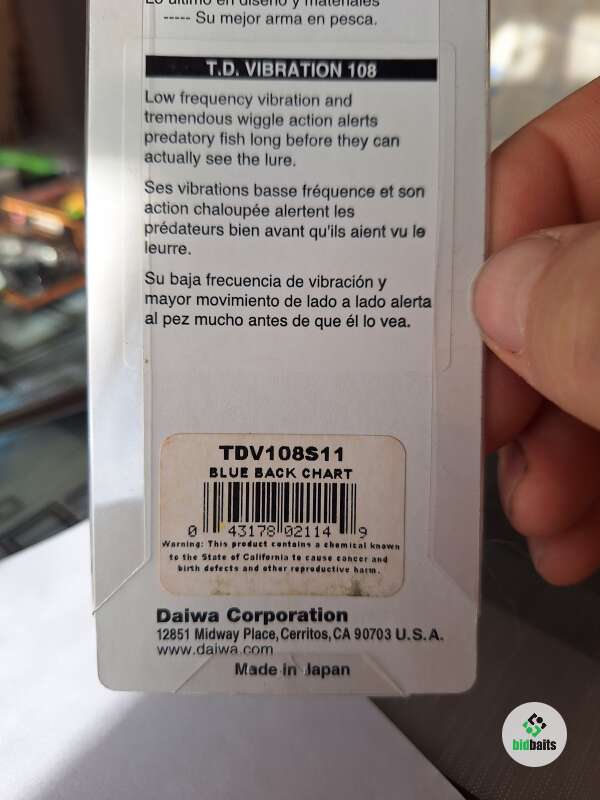 Lo último en diseño y materiales
----- Su mejor arma en pesca.
T.D. VIBRATION 108
Low frequency vibration and
tremendous wiggle action alerts
predatory fish long before they can
actually see the lure.
Ses vibrations basse fréquence et son
action chaloupée alertent les
prédateurs bien avant qu'ils aient vu le
leurre.
Su baja frecuencia de vibración y
mayor movimiento de lado a lado alerta
al pez mucho antes de que él lo vea.
TDV108S11
BLUE BACK CHART
0 43178 02114 9
Warning: This product contains a chemical known
to the State of California to cause cancer and
birth defects and other reproductive harm.
Daiwa Corporation
12851 Midway Place, Cerritos, CA 90703 U.S.A.
www.daiwa.com
Made in Japan
bidbaits